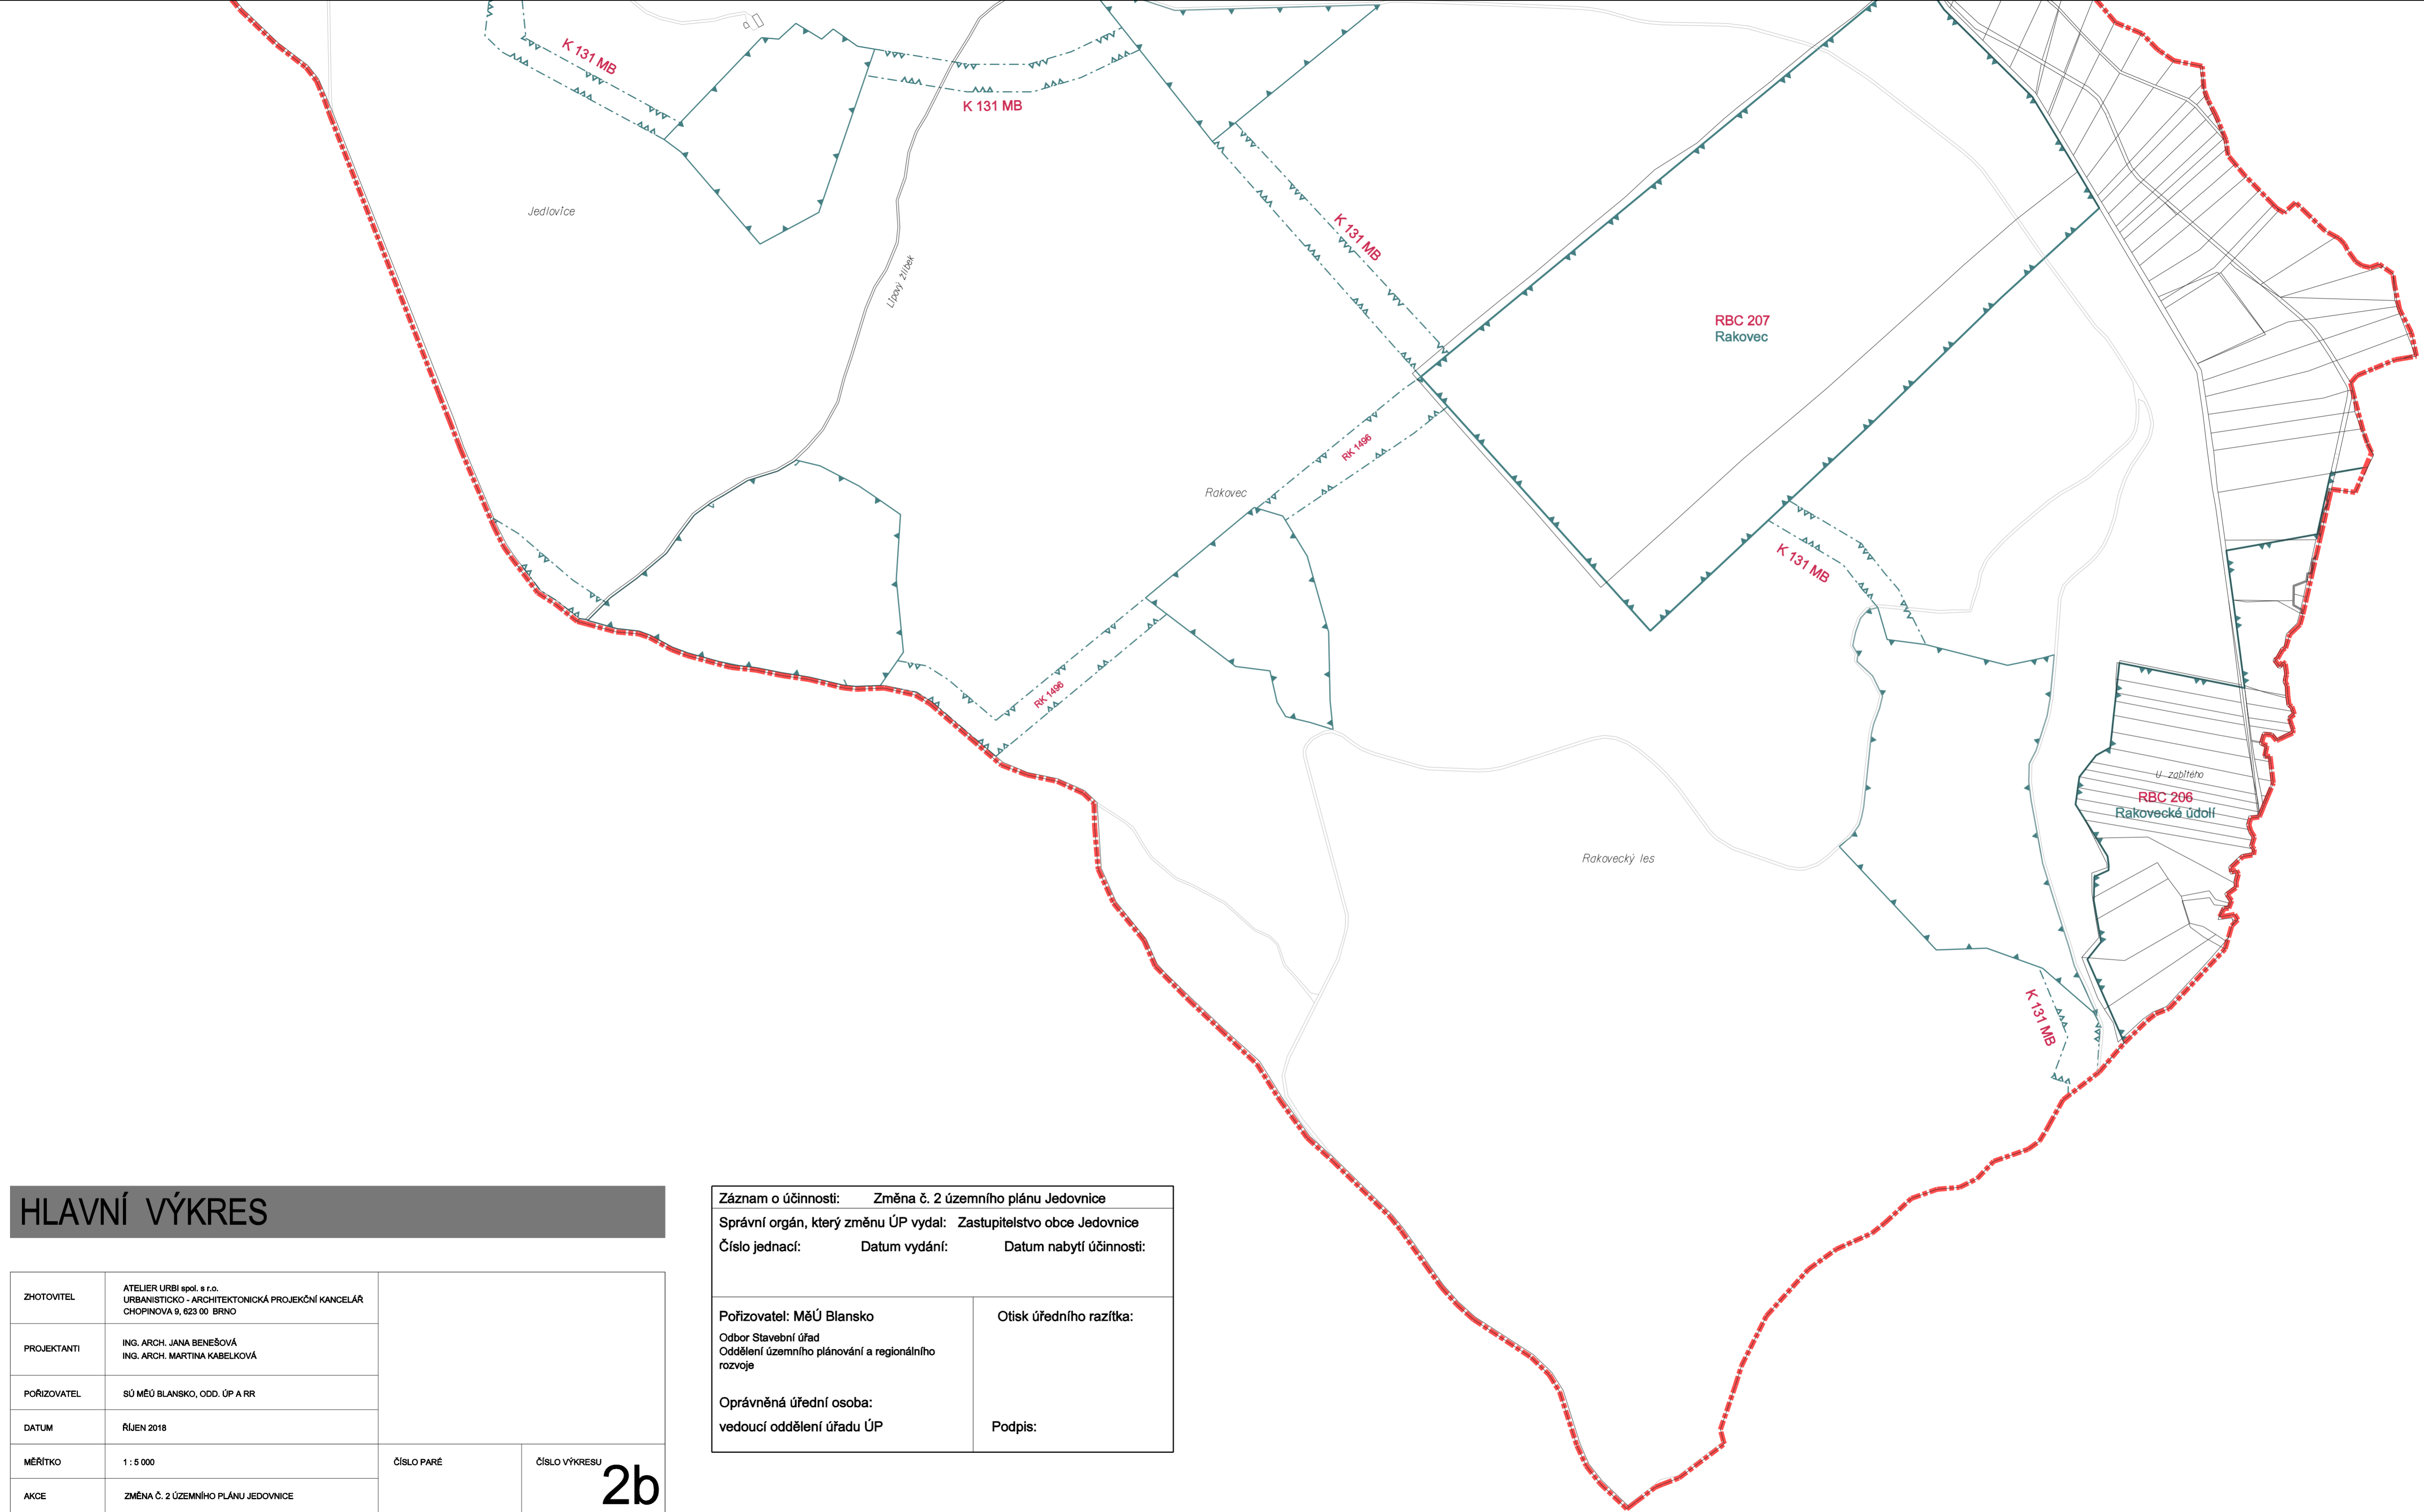 K 131 MB
K 131 MB
Jedlovice
Lipový žlíbek
K 131 MB
RBC 207
Rakovec
RK 1496
Rakovec
K 131 MB
RK 1496
U zabitého
RBC 206
Rakovecké údolí
Rakovecký les
K 131 MB
HLAVNÍ VÝKRES
ZHOTOVITEL
ATELIER URBI spol. s r.o.
URBANISTICKO - ARCHITEKTONICKÁ PROJEKČNÍ KANCELÁŘ
CHOPINOVA 9, 623 00 BRNO
PROJEKTANTI
ING. ARCH. JANA BENEŠOVÁ
ING. ARCH. MARTINA KABELKOVÁ
POŘIZOVATEL
SÚ MĚÚ BLANSKO, ODD. ÚP A RR
DATUM
ŘÍJEN 2018
MĚŘÍTKO
1 : 5 000
ČÍSLO PARÉ
ČÍSLO VÝKRESU
2b
AKCE
ZMĚNA Č. 2 ÚZEMNÍHO PLÁNU JEDOVNICE
Záznam o účinnosti: Změna č. 2 územního plánu Jedovnice
Správní orgán, který změnu ÚP vydal: Zastupitelstvo obce Jedovnice
Číslo jednací: Datum vydání: Datum nabytí účinnosti:
Pořizovatel: MěÚ Blansko
Odbor Stavební úřad
Oddělení územního plánování a regionálního
rozvoje
Oprávněná úřední osoba:
vedoucí oddělení úřadu ÚP
Otisk úředního razítka:
Podpis: